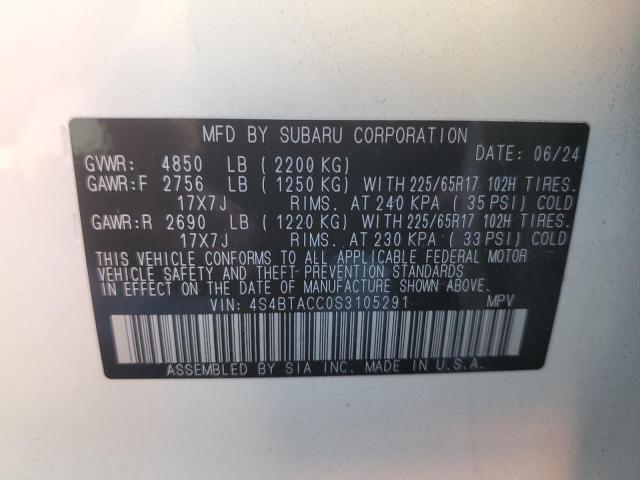 MFD BY SUBARU CORPORATION
DATE: 06/24
GVWR: 4850 LB ( 2200 KG)
GAWR:F 2756 LB ( 1250 KG) WITH 225/65R17 102H TIRES.
17X7J RIMS. AT 240 KPA ( 35 PSI) COLD
GAWR:R 2690 LB ( 1220 KG) WITH 225/65R17 102H TIRES.
17X7J RIMS. AT 230 KPA ( 33 PSI) COLD
THIS VEHICLE CONFORMS TO ALL APPLICABLE FEDERAL MOTOR
VEHICLE SAFETY AND THEFT PREVENTION STANDARDS
IN EFFECT ON THE DATE OF MANUFACTURE SHOWN ABOVE.
VIN: 4S4BTACC0S3105291 MPV
ASSEMBLED BY SIA INC. MADE IN U.S.A.